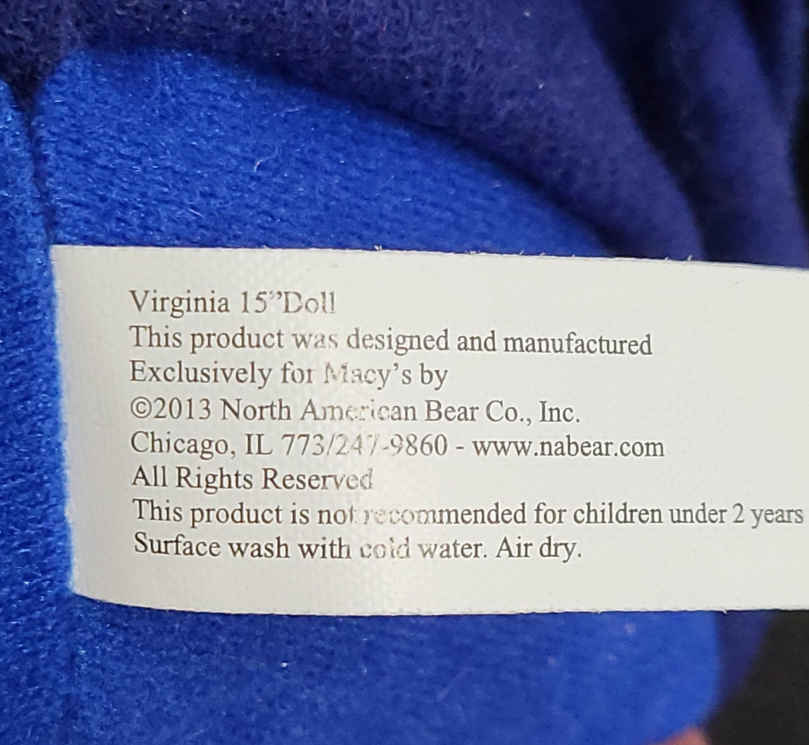 Virginia 15"Doll
This product was designed and manufactured
Exclusively for Macy's by
©2013 North American Bear Co., Inc.
Chicago, IL 773/247-9860 - www.nabear.com
All Rights Reserved
This product is not recommended for children under 2 years
Surface wash with cold water. Air dry.